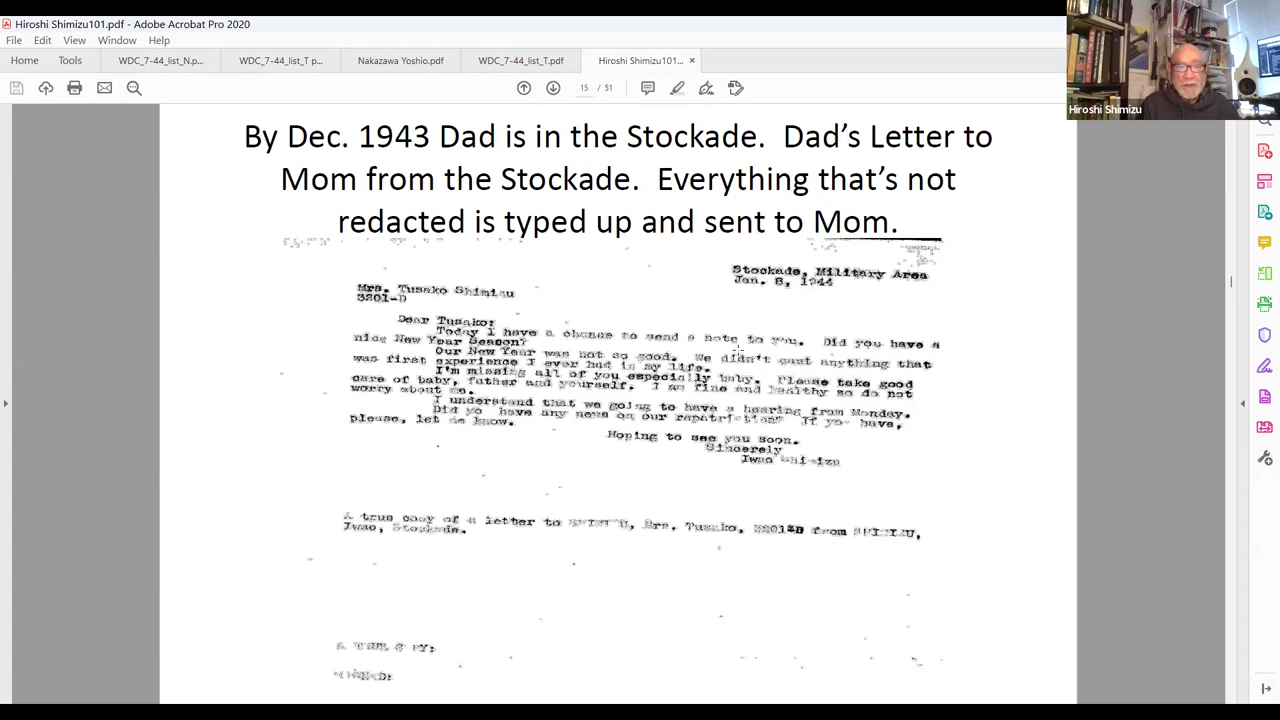 Hiroshi Shimizu101.pdf - Adobe Acrobat Pro 2020
File Edit View Window Help
Home Tools WDC_7-44_list_N.p... WDC_7-44_list_T p... Nakazawa Yoshio.pdf WDC_7-44_list_T.pdf Hiroshi Shimizu101... ×
15 / 51
Hiroshi Shimizu
By Dec. 1943 Dad is in the Stockade. Dad's Letter to
Mom from the Stockade. Everything that's not
redacted is typed up and sent to Mom.
Stockade, Military Area
Jan. 8, 1944
Mrs. Tusako Shimizu
3201-D
Dear Tusako:
Today I have a chance to send a note to you. Did you have a
nice New Year Season?
Our New Year was not so good. We didn't eat anything that
was first experience I ever had in my life.
I'm missing all of you especially baby. Please take good
care of baby, father and yourself. I am fine and healthy so do not
worry about me.
I understand that we going to have a hearing from Monday.
Did yo have any news on our If yo have,
please, let me know.
Hoping to see you soon.
Sincerely
Iwao
A true copy of a letter to Mrs. Tusako, from
Iwao, Stockade.